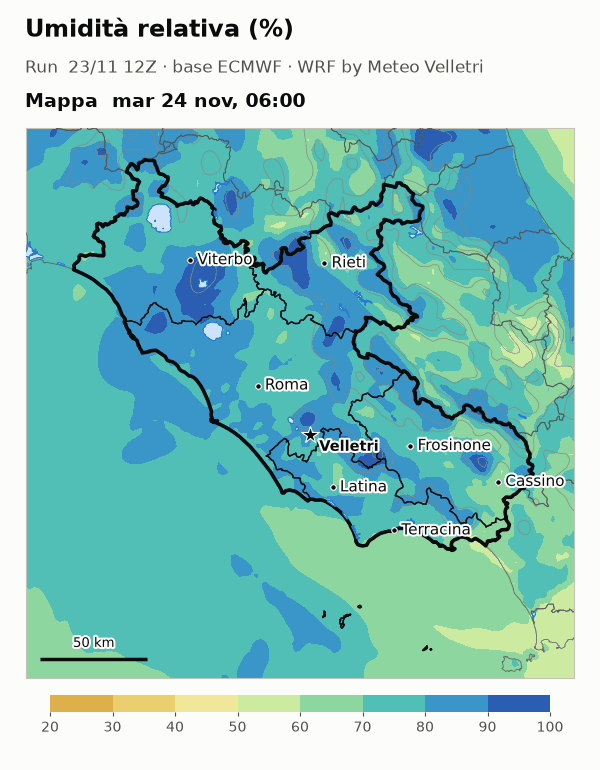 Umidità relativa (%)
Run 23/11 12Z · base ECMWF · WRF by Meteo Velletri
Mappa mar 24 nov, 06:00
Viterbo
Rieti
Roma
Velletri
Frosinone
Cassino
Latina
Terracina
50 km
20 30 40 50 60 70 80 90 100